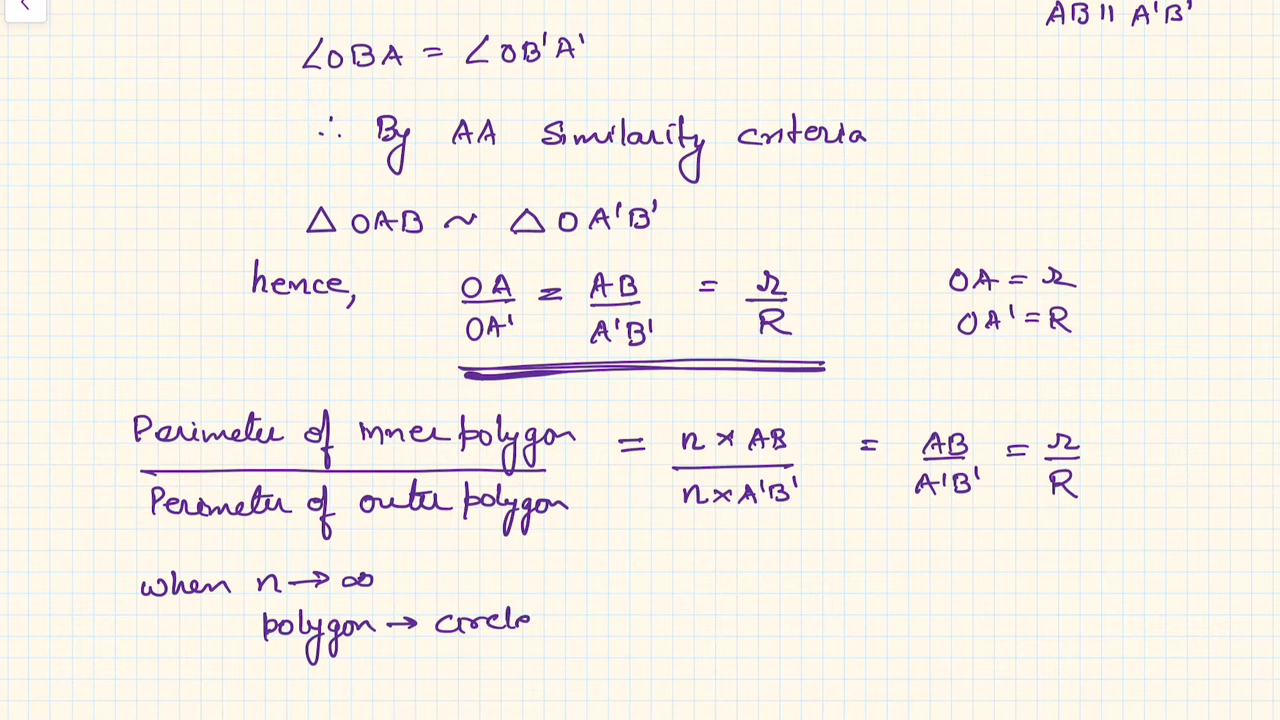 AB || A'B'
∠OBA = ∠OB'A'
∴ By AA Similarity criteria
△ OAB ~ △ OA'B'
hence, OA/OA' = AB/A'B' = r/R OA = r
OA' = R
Perimeter of inner polygon / Perimeter of outer polygon = n × AB / n × A'B' = AB/A'B' = r/R
when n → ∞
polygon → circle